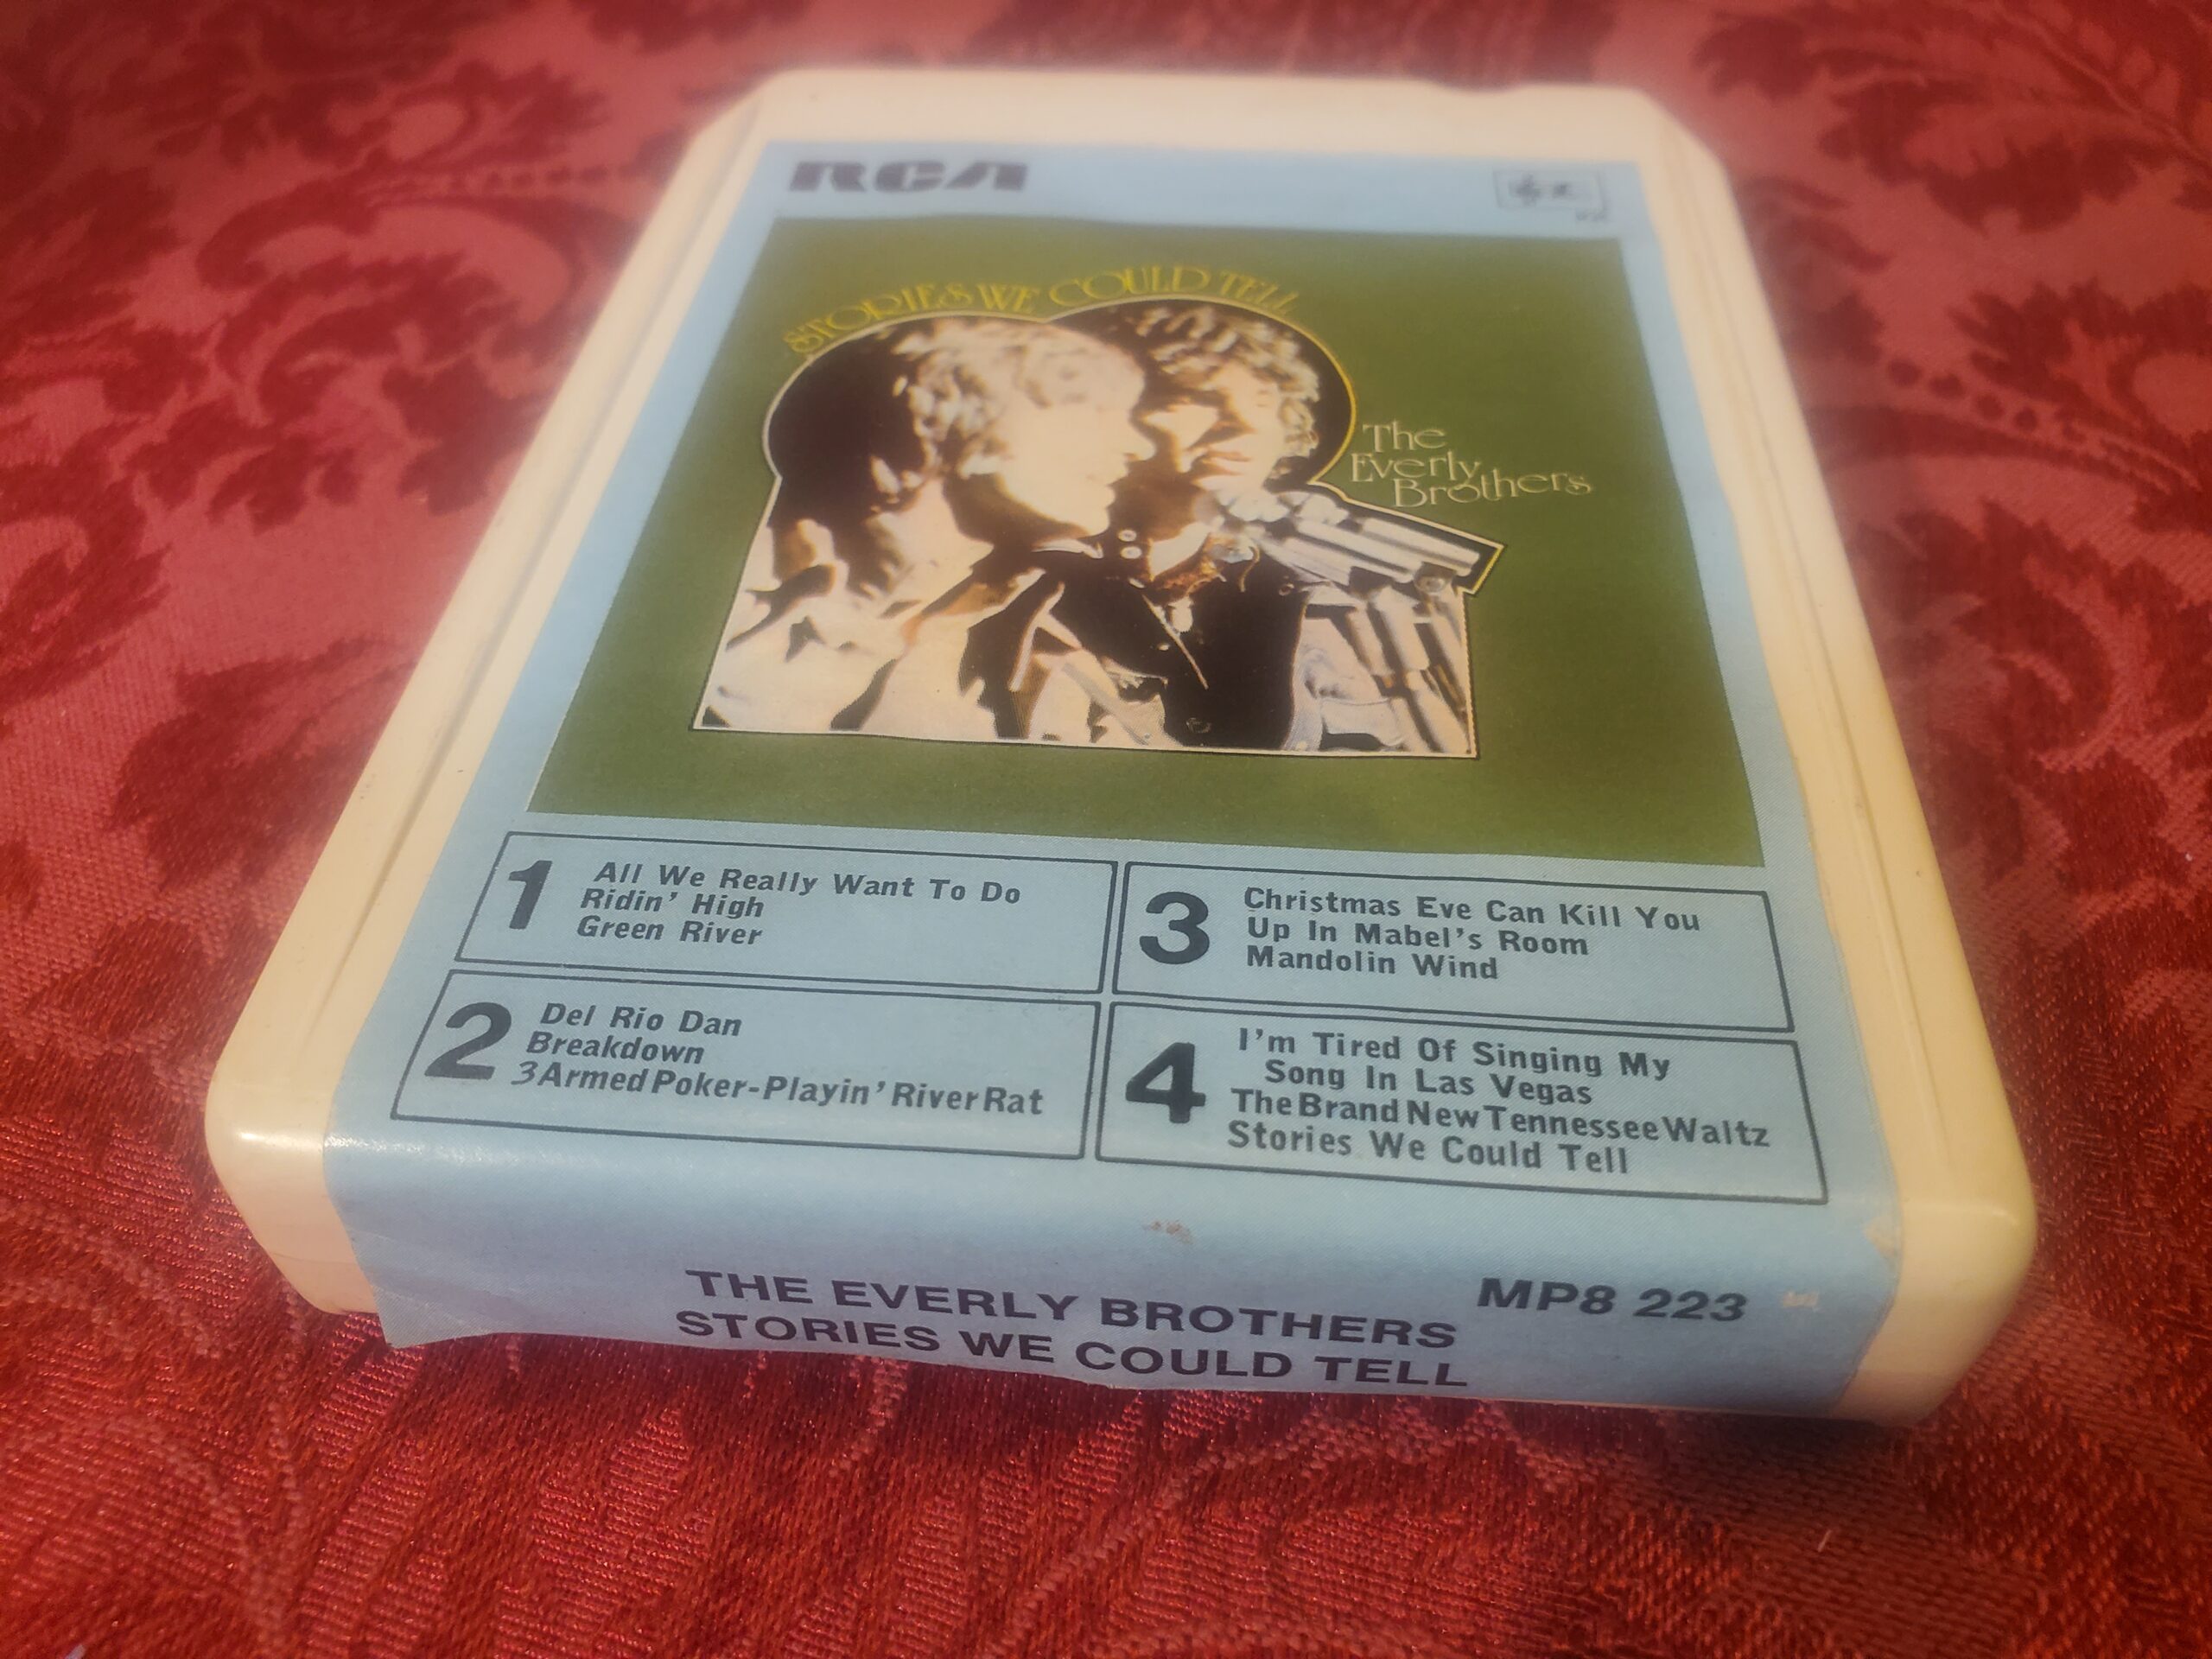 RCA
STORIES WE COULD TELL
The
Everly
Brothers
1
All We Really Want To Do
Ridin' High
Green River
2
Del Rio Dan
Breakdown
3 Armed Poker-Playin' River Rat
3
Christmas Eve Can Kill You
Up In Mabel's Room
Mandolin Wind
4
I'm Tired Of Singing My
Song In Las Vegas
The Brand New Tennessee Waltz
Stories We Could Tell
THE EVERLY BROTHERS
STORIES WE COULD TELL
MP8 223